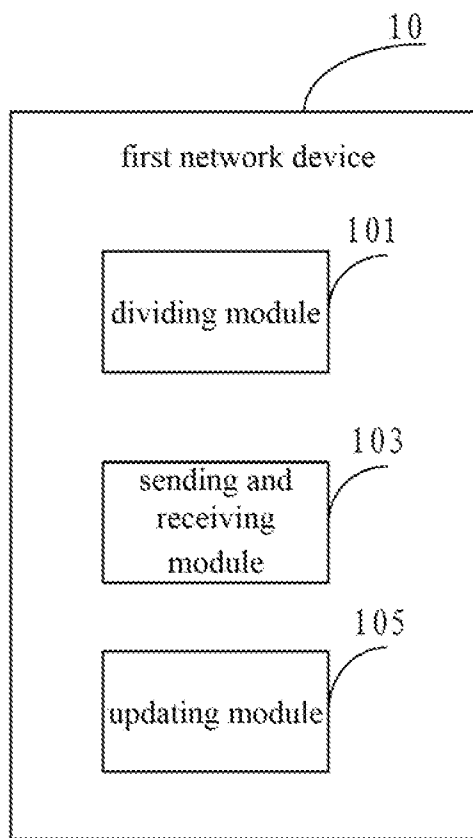 10
first network device
101
dividing module
103
sending and
receiving
module
105
updating module